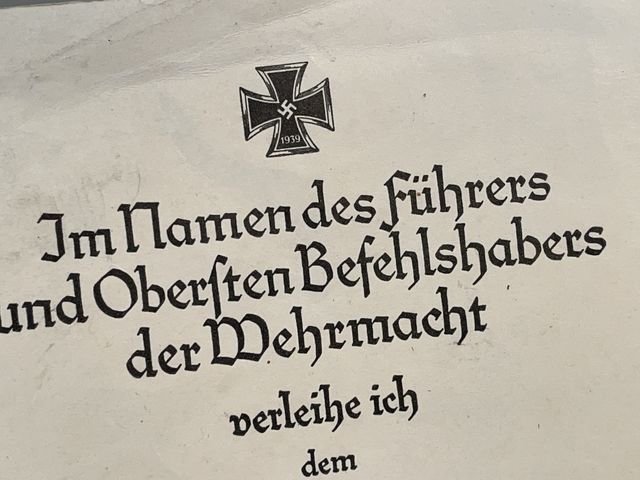 1939
Im Namen des Führers
und Obersten Befehlshabers
der Wehrmacht
verleihe ich
dem